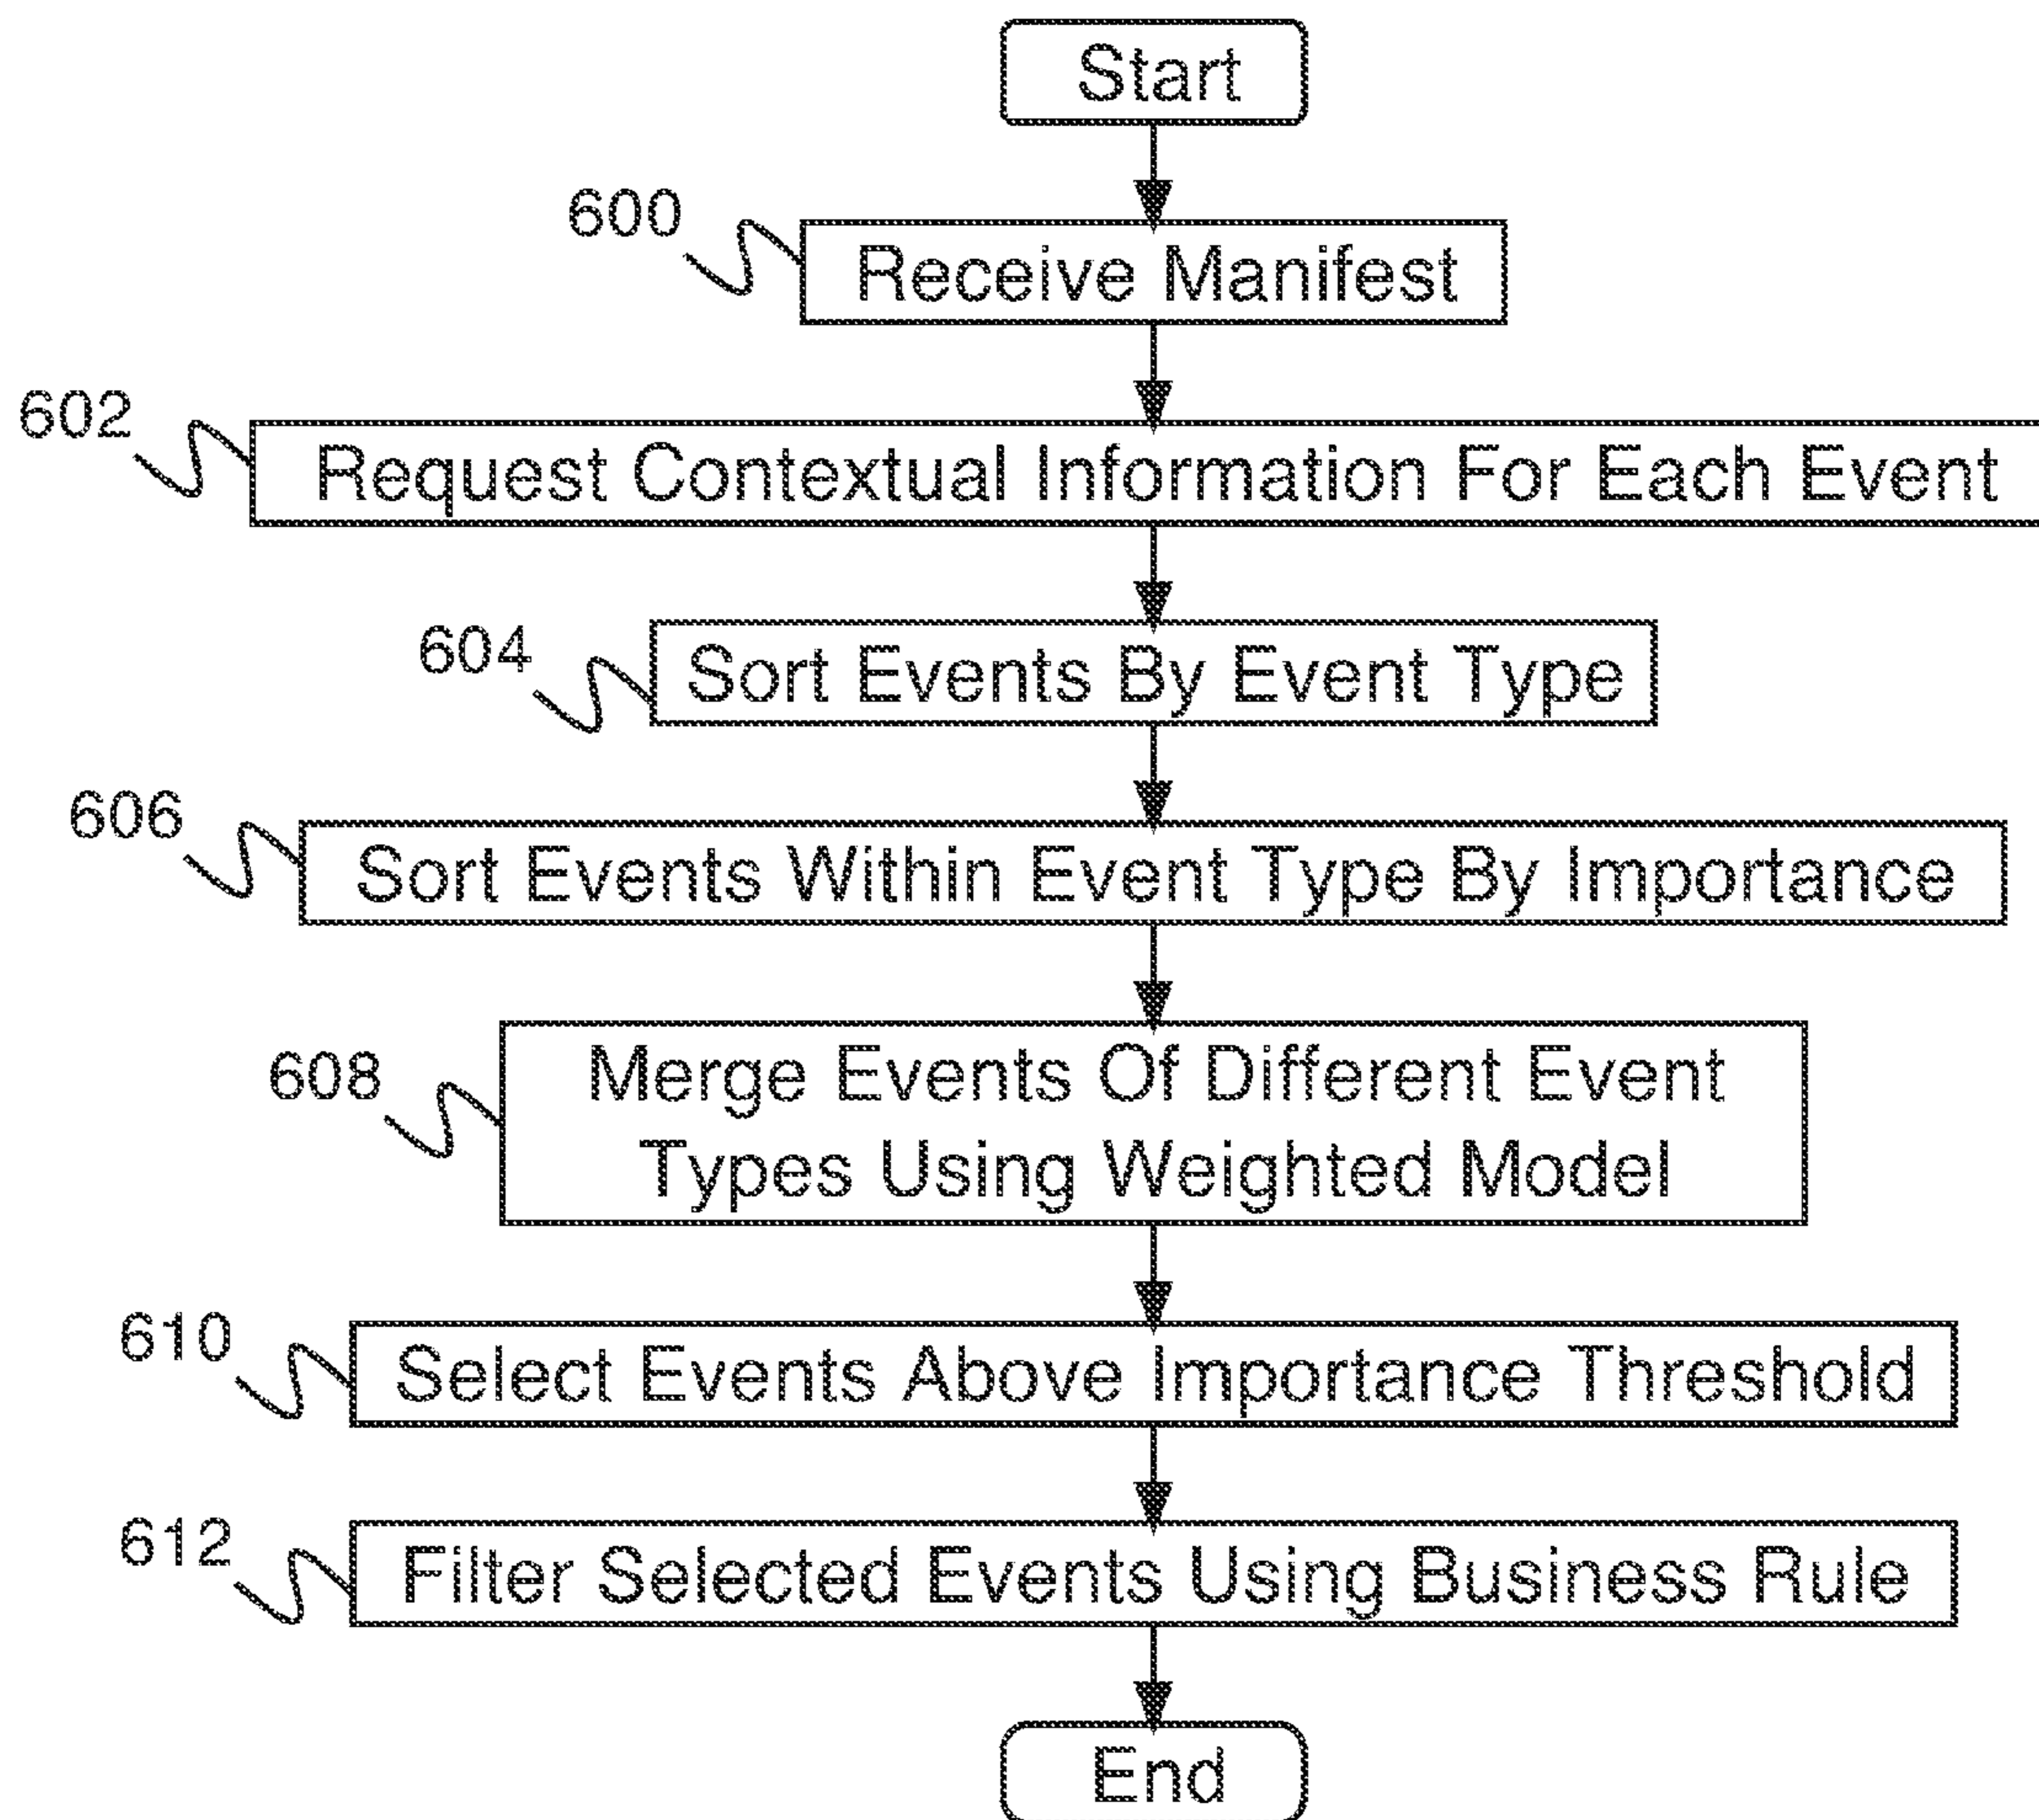 Start
600
Receive Manifest
602
Request Contextual Information For Each Event
604
Sort Events By Event Type
606
Sort Events Within Event Type By Importance
608
Merge Events Of Different Event
Types Using Weighted Model
610
Select Events Above Importance Threshold
612
Filter Selected Events Using Business Rule
End